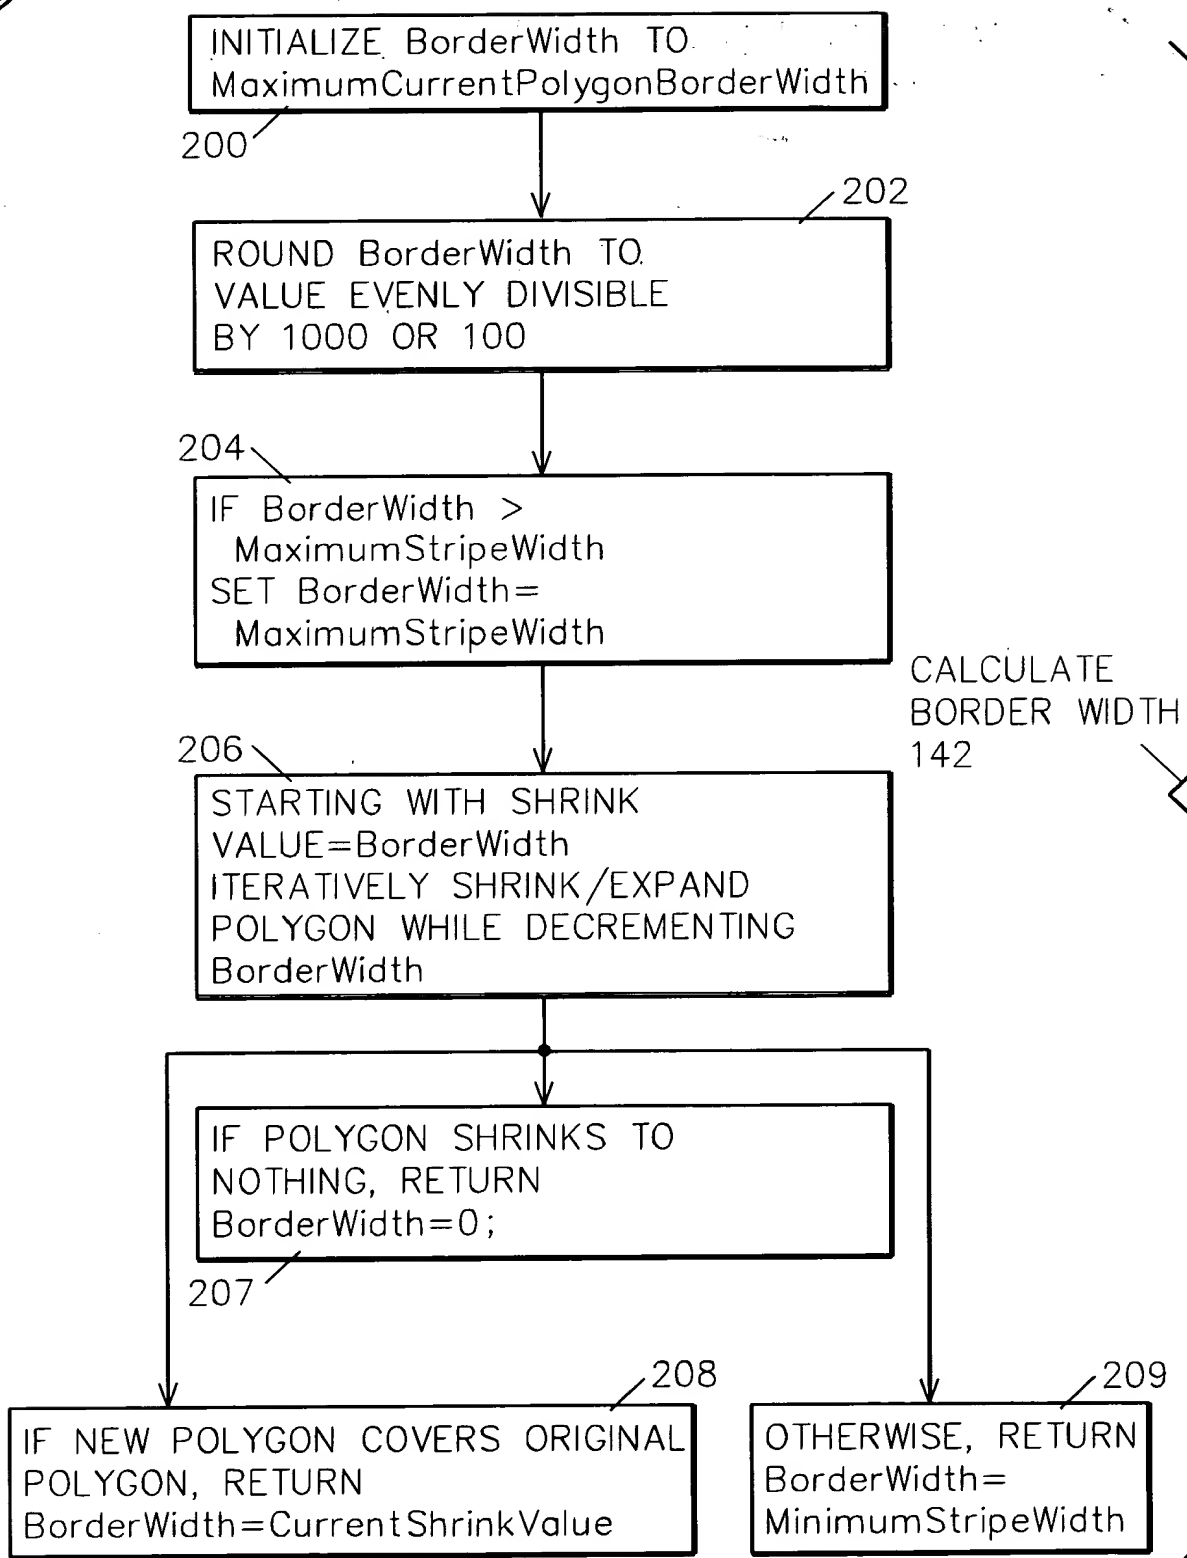 INITIALIZE BorderWidth TO
MaximumCurrentPolygonBorderWidth
200
202
ROUND BorderWidth TO
VALUE EVENLY DIVISIBLE
BY 1000 OR 100
204
IF BorderWidth >
MaximumStripeWidth
SET BorderWidth=
MaximumStripeWidth
CALCULATE
BORDER WIDTH
142
206
STARTING WITH SHRINK
VALUE=BorderWidth
ITERATIVELY SHRINK/EXPAND
POLYGON WHILE DECREMENTING
BorderWidth
IF POLYGON SHRINKS TO
NOTHING, RETURN
BorderWidth=0;
207
208
IF NEW POLYGON COVERS ORIGINAL
POLYGON, RETURN
BorderWidth=CurrentShrinkValue
209
OTHERWISE, RETURN
BorderWidth=
MinimumStripeWidth